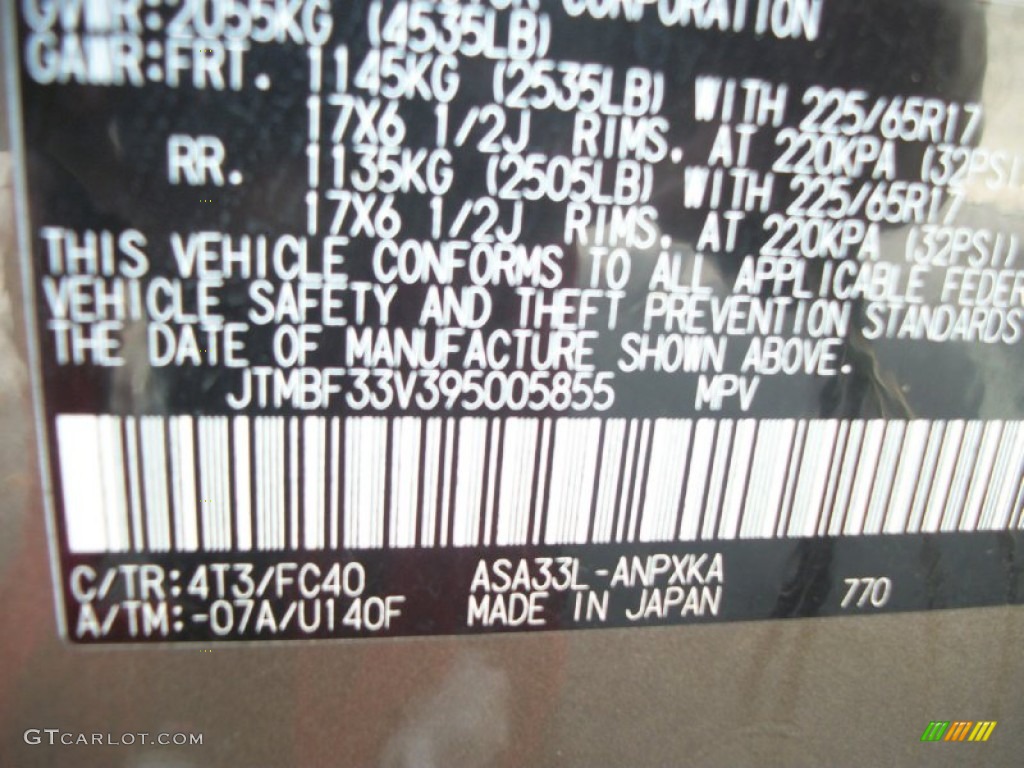 GVWR:2055KG (4535LB)
CORPORATION
GAWR:FRT. 1145KG (2535LB) WITH 225/65R17
17X6 1/2J RIMS. AT 220KPA (32PSI)
RR. 1135KG (2505LB) WITH 225/65R17
17X6 1/2J RIMS. AT 220KPA (32PSI)
THIS VEHICLE CONFORMS TO ALL APPLICABLE FEDER
VEHICLE SAFETY AND THEFT PREVENTION STANDARDS
THE DATE OF MANUFACTURE SHOWN ABOVE.
JTMBF33V395005855 MPV
C/TR:4T3/FC40 ASA33L-ANPXKA 770
A/TM:-07A/U140F MADE IN JAPAN
GTCARLOT.COM